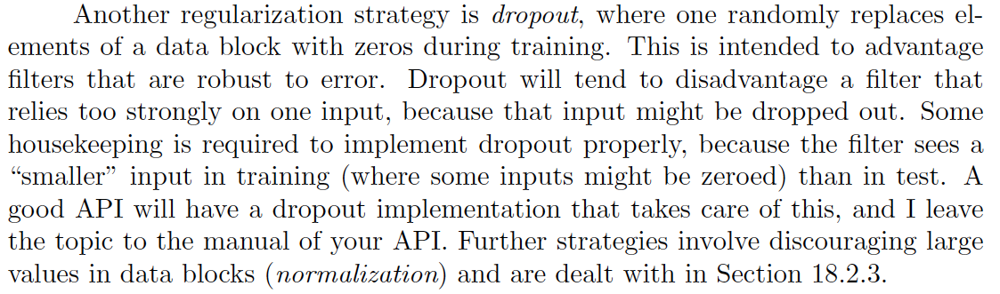 Another regularization strategy is dropout, where one randomly replaces el-
ements of a data block with zeros during training. This is intended to advantage
filters that are robust to error. Dropout will tend to disadvantage a filter that
relies too strongly on one input, because that input might be dropped out. Some
housekeeping is required to implement dropout properly, because the filter sees a
“smaller” input in training (where some inputs might be zeroed) than in test. A
good API will have a dropout implementation that takes care of this, and I leave
the topic to the manual of your API. Further strategies involve discouraging large
values in data blocks (normalization) and are dealt with in Section 18.2.3.